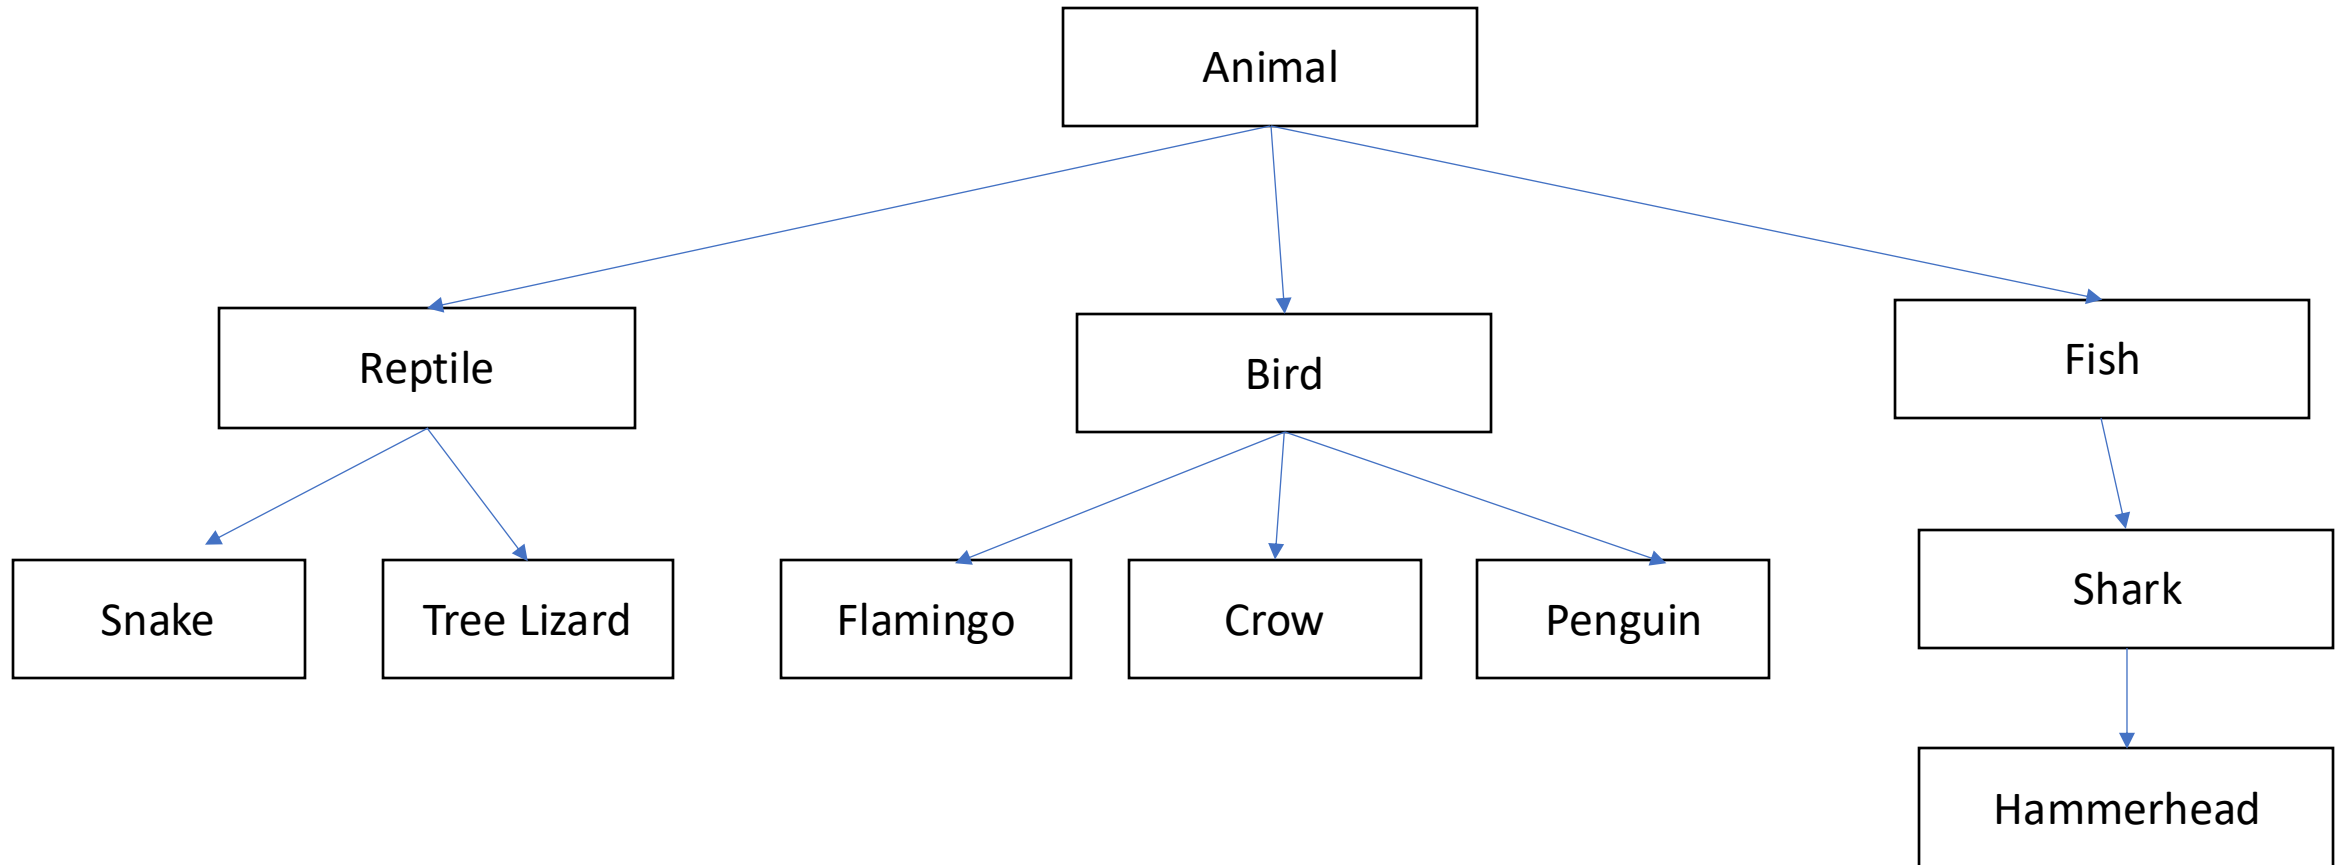 Animal
Reptile
Bird
Fish
Snake
Tree Lizard
Flamingo
Crow
Penguin
Shark
Hammerhead